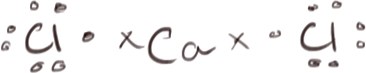 Cl • × Ca × • Cl